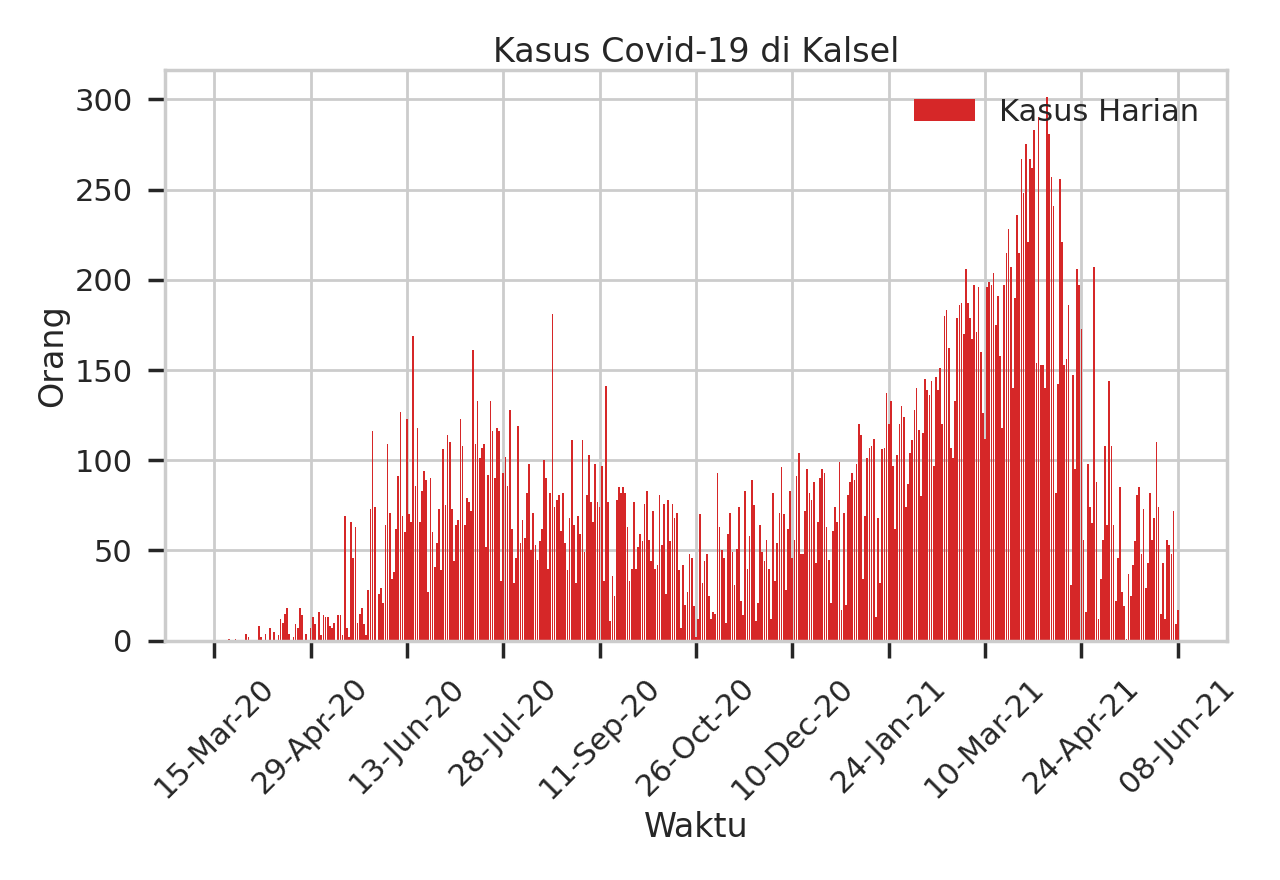 Kasus Covid-19 di Kalsel
Kasus Harian
Orang
300
250
200
150
100
50
0
15-Mar-20
29-Apr-20
13-Jun-20
28-Jul-20
11-Sep-20
26-Oct-20
10-Dec-20
24-Jan-21
10-Mar-21
24-Apr-21
08-Jun-21
Waktu